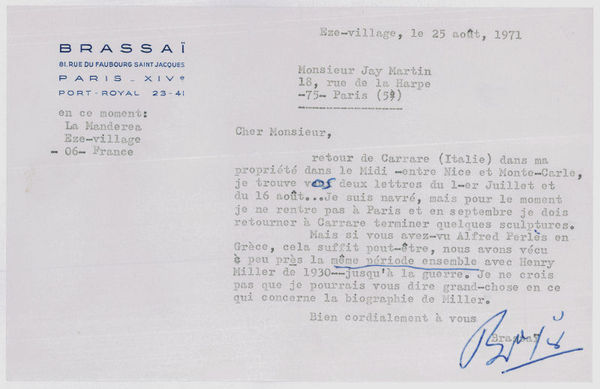 BRASSAÏ
81, RUE DU FAUBOURG SAINT JACQUES
PARIS - XIVe
PORT-ROYAL 23-41
en ce moment:
La Manderea
Eze-village
- 06- France
Eze-village, le 25 août, 1971
Monsieur Jay Martin
18, rue de la Harpe
-75- Paris (5è)
Cher Monsieur,
retour de Carrare (Italie) dans ma
propriété dans le Midi -entre Nice et Monte-Carle,
je trouve vos deux lettres du 1-er Juillet et
du 16 août...Je suis navré, mais pour le moment
je ne rentre pas à Paris et en septembre je dois
retourner à Carrare terminer quelques sculptures.
Mais si vous avez-vu Alfred Perlès en
Grèce, cela suffit peut-être, nous avons vécu
à peu près la même période ensemble avec Henry
Miller de 1930--jusqu'à la guerre. Je ne crois
pas que je pourrais vous dire grand-chose en ce
qui concerne la biographie de Miller.
Bien cordialement à vous
Brassaï
Brassaï